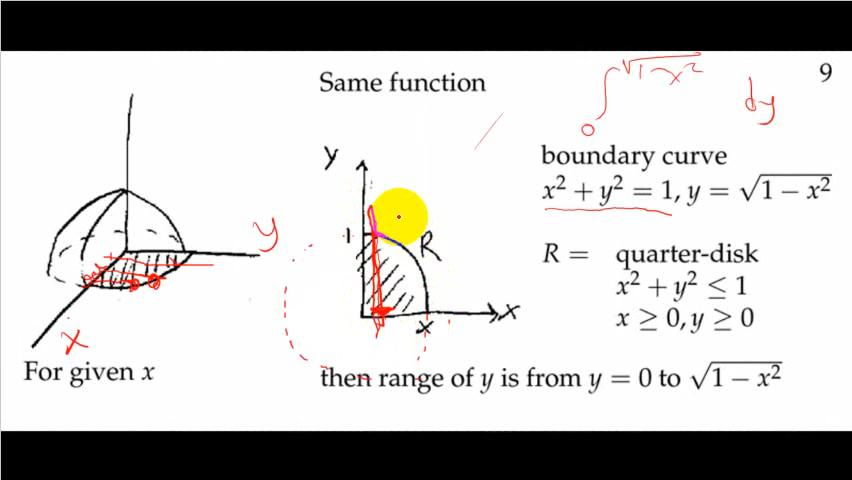 Same function
9
∫₀^√(1-x²) dy
boundary curve
x² + y² = 1, y = √(1 − x²)
R = quarter-disk
x² + y² ≤ 1
x ≥ 0, y ≥ 0
y
x
y
1
R
x
x
For given x
then range of y is from y = 0 to √(1 − x²)